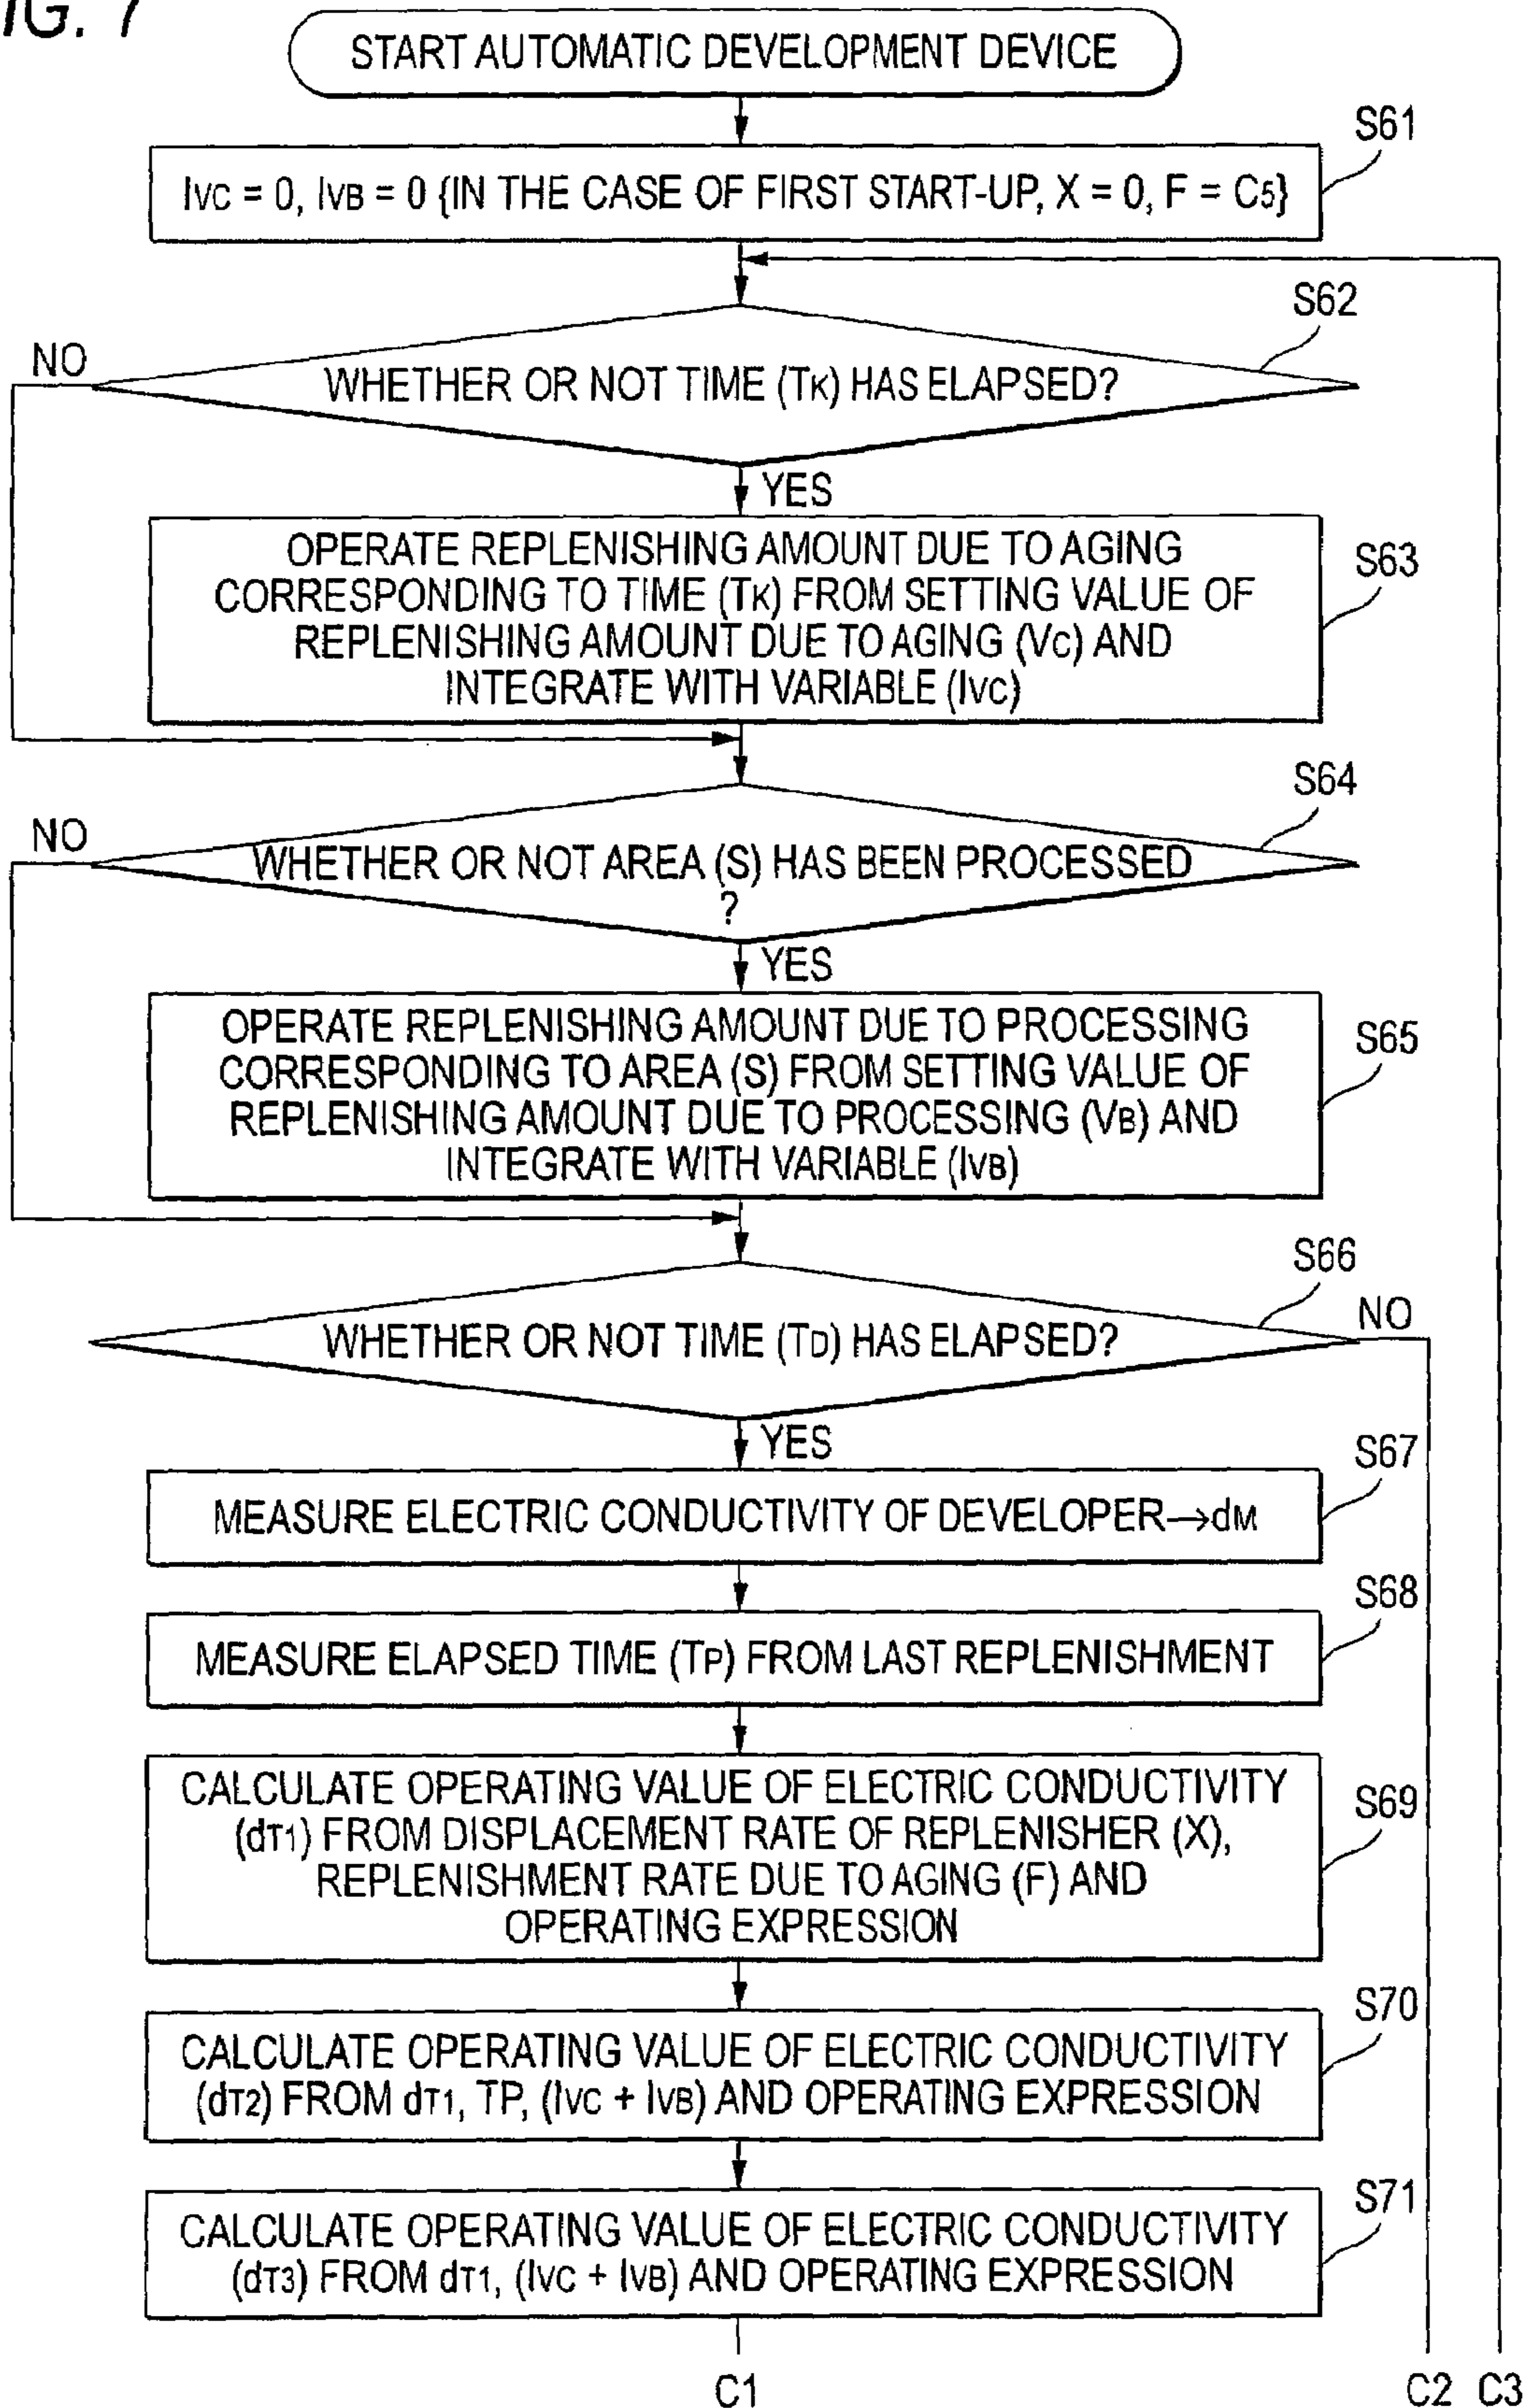 FIG. 7
START AUTOMATIC DEVELOPMENT DEVICE
S61
IVC = 0, IVB = 0 {IN THE CASE OF FIRST START-UP, X = 0, F = C5}
S62
NO
WHETHER OR NOT TIME (TK) HAS ELAPSED?
YES
S63
OPERATE REPLENISHING AMOUNT DUE TO AGING
CORRESPONDING TO TIME (TK) FROM SETTING VALUE OF
REPLENISHING AMOUNT DUE TO AGING (VC) AND
INTEGRATE WITH VARIABLE (IVC)
S64
NO
WHETHER OR NOT AREA (S) HAS BEEN PROCESSED
?
YES
S65
OPERATE REPLENISHING AMOUNT DUE TO PROCESSING
CORRESPONDING TO AREA (S) FROM SETTING VALUE OF
REPLENISHING AMOUNT DUE TO PROCESSING (VB) AND
INTEGRATE WITH VARIABLE (IVB)
S66
NO
WHETHER OR NOT TIME (TD) HAS ELAPSED?
YES
S67
MEASURE ELECTRIC CONDUCTIVITY OF DEVELOPER→dM
S68
MEASURE ELAPSED TIME (TP) FROM LAST REPLENISHMENT
S69
CALCULATE OPERATING VALUE OF ELECTRIC CONDUCTIVITY
(dT1) FROM DISPLACEMENT RATE OF REPLENISHER (X),
REPLENISHMENT RATE DUE TO AGING (F) AND
OPERATING EXPRESSION
S70
CALCULATE OPERATING VALUE OF ELECTRIC CONDUCTIVITY
(dT2) FROM dT1, TP, (IVC + IVB) AND OPERATING EXPRESSION
S71
CALCULATE OPERATING VALUE OF ELECTRIC CONDUCTIVITY
(dT3) FROM dT1, (IVC + IVB) AND OPERATING EXPRESSION
C1
C2 C3